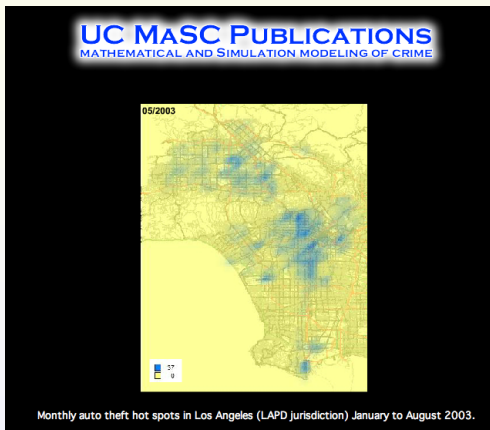 UC MASC PUBLICATIONS
MATHEMATICAL AND SIMULATION MODELING OF CRIME
05/2003
37
0
Monthly auto theft hot spots in Los Angeles (LAPD jurisdiction) January to August 2003.